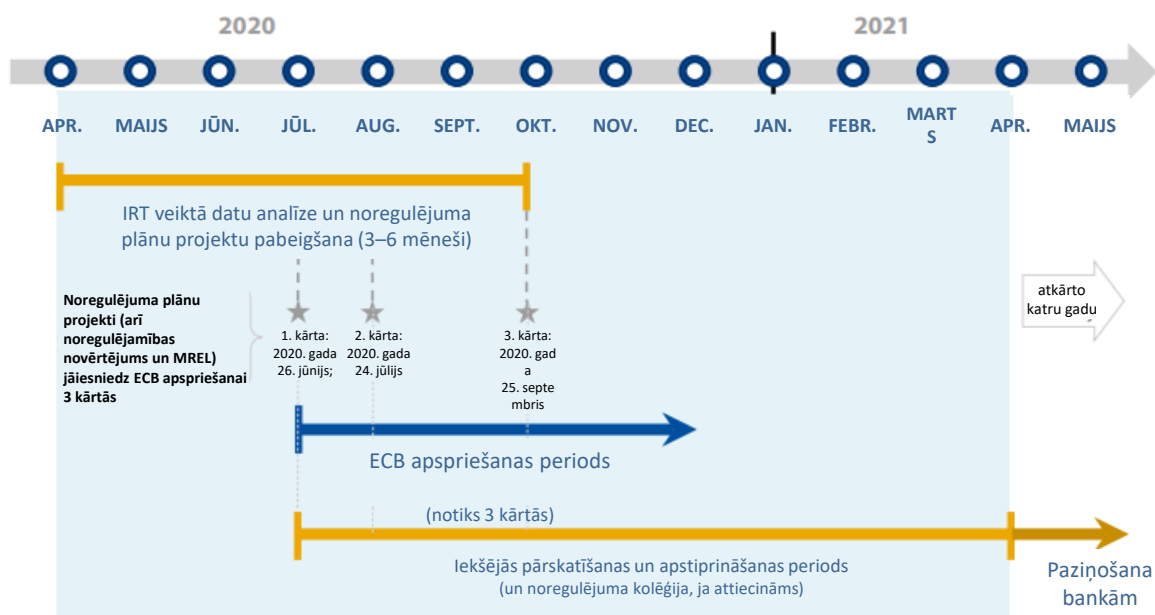 2020
2021
APR.
MAIJS
JŪN.
JŪL.
AUG.
SEPT.
OKT.
NOV.
DEC.
JAN.
FEBR.
MART
S
APR.
MAIJS
IRT veiktā datu analīze un noregulējuma
plānu projektu pabeigšana (3–6 mēneši)
Noregulējuma plānu
projekti (arī
noregulējamības
novērtējums un MREL)
jāiesniedz ECB apspriešanai
3 kārtās
1. kārta:
2020. gada
26. jūnijs;
2. kārta:
2020. gada
24. jūlijs
3. kārta:
2020. gad
a
25. septe
mbris
atkārto
katru gadu
ECB apspriešanas periods
(notiks 3 kārtās)
Iekšējās pārskatīšanas un apstiprināšanas periods
(un noregulējuma kolēģija, ja attiecināms)
Paziņošana
bankām